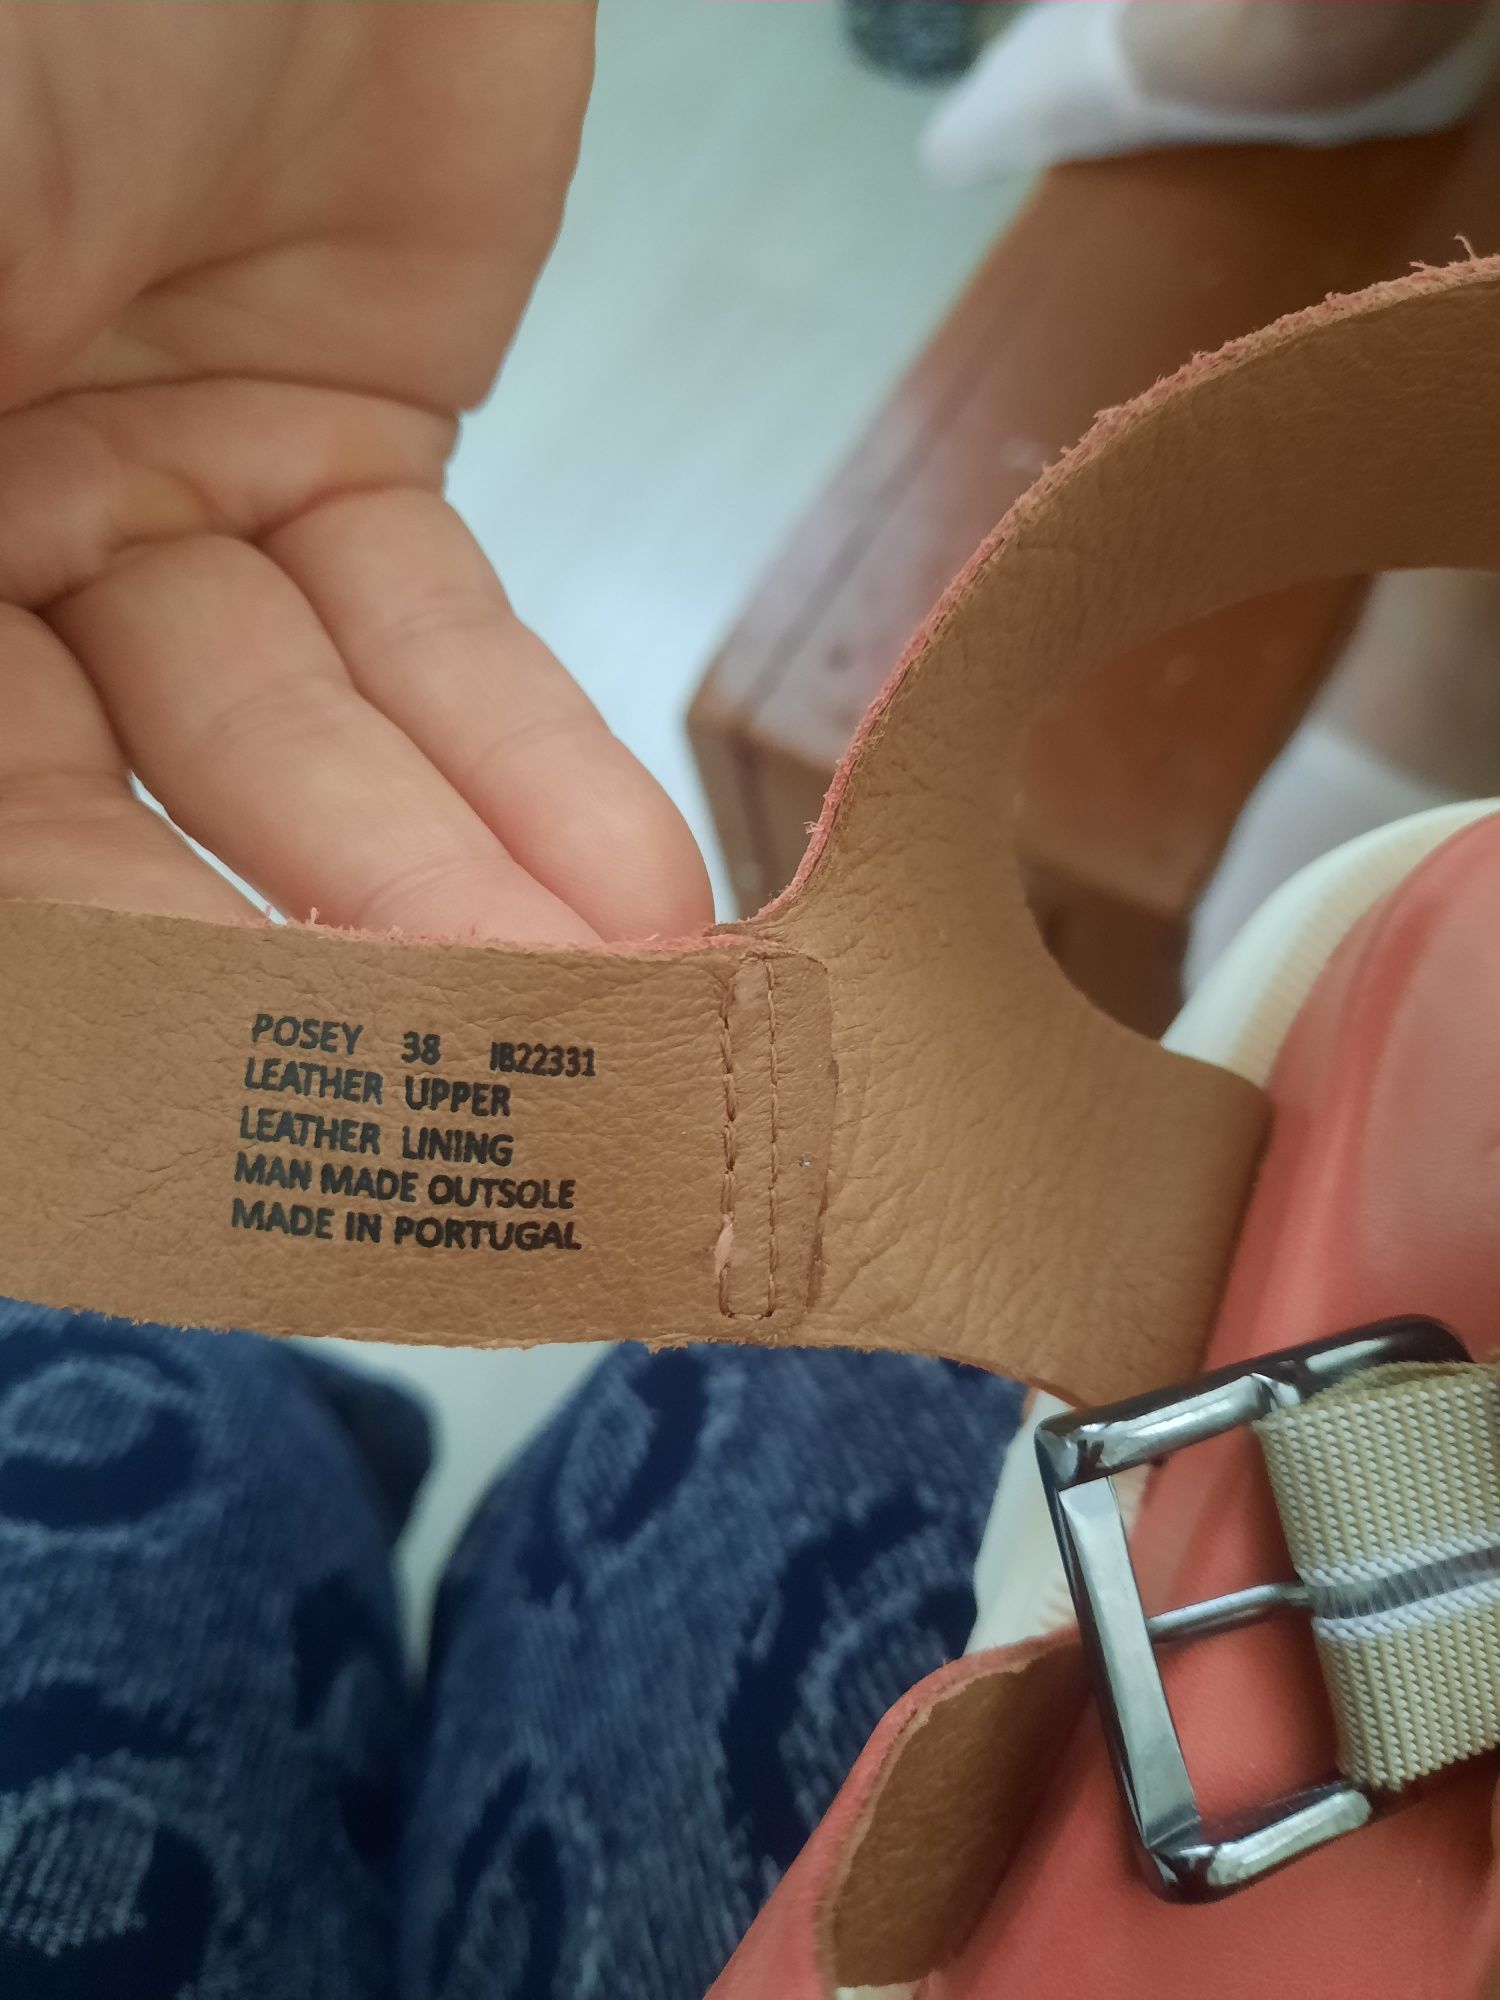 POSEY 38 IB22331
LEATHER UPPER
LEATHER LINING
MAN MADE OUTSOLE
MADE IN PORTUGAL